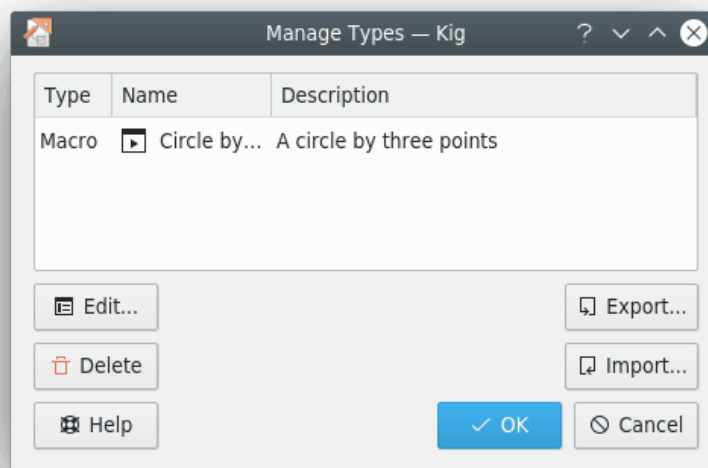 Manage Types — Kig
Type Name Description
Macro Circle by... A circle by three points
Edit... Export...
Delete Import...
Help OK Cancel